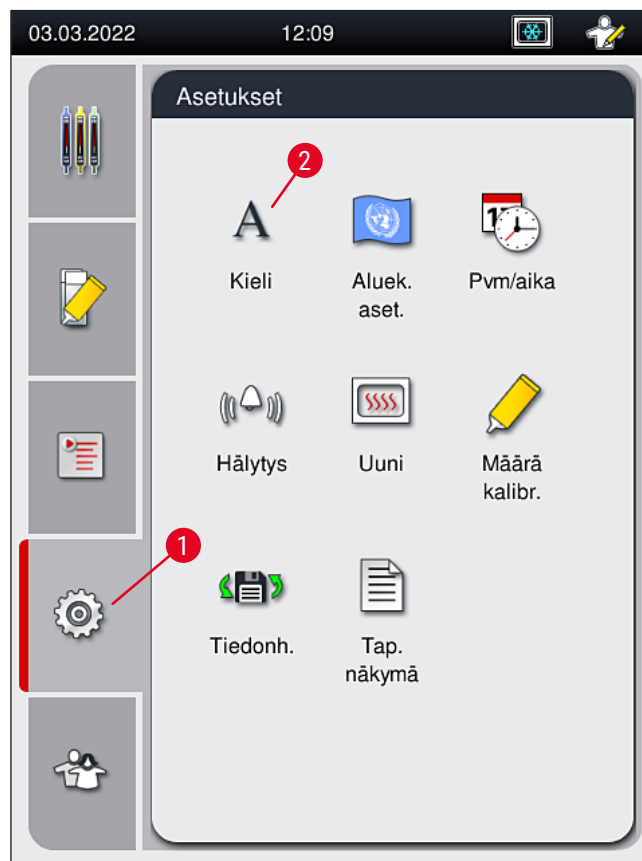 03.03.2022 12:09
Asetukset
2
A
17
Kieli
Aluek.
aset.
Pvm/aika
Hälytys
Uuni
Määrä
kalibr.
1
Tiedonh.
Tap.
näkymä